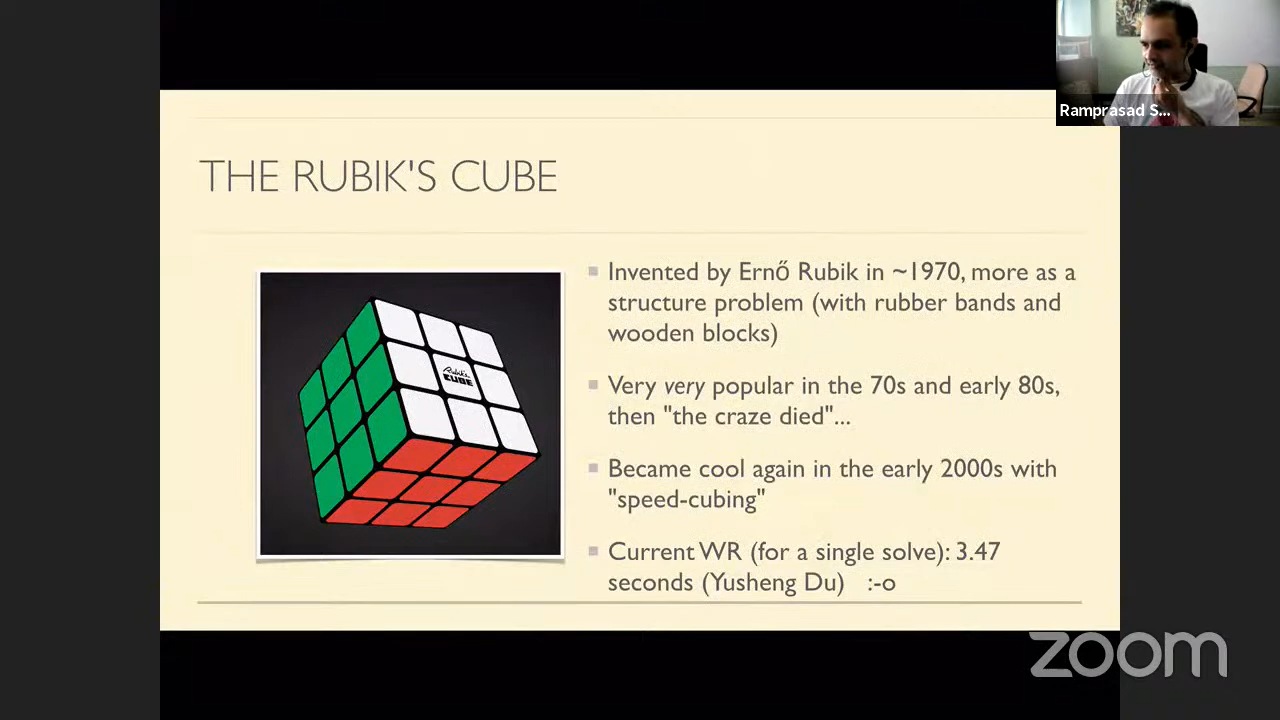 Ramprasad S...
THE RUBIK'S CUBE
Rubik's
CUBE
Invented by Ernő Rubik in ~1970, more as a
structure problem (with rubber bands and
wooden blocks)
Very very popular in the 70s and early 80s,
then "the craze died"...
Became cool again in the early 2000s with
"speed-cubing"
Current WR (for a single solve): 3.47
seconds (Yusheng Du) :-o
zoom